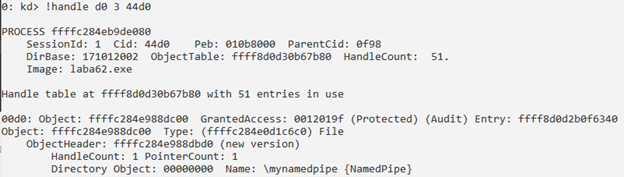 0: kd> !handle d0 3 44d0
PROCESS ffffc284eb9de080
SessionId: 1 Cid: 44d0 Peb: 010b8000 ParentCid: 0f98
DirBase: 171012002 ObjectTable: ffff8d0d30b67b80 HandleCount: 51.
Image: laba62.exe
Handle table at ffff8d0d30b67b80 with 51 entries in use
00d0: Object: ffffc284e988dc00 GrantedAccess: 0012019f (Protected) (Audit) Entry: ffff8d0d2b0f6340
Object: ffffc284e988dc00 Type: (ffffc284e0d1c6c0) File
ObjectHeader: ffffc284e988dbd0 (new version)
HandleCount: 1 PointerCount: 1
Directory Object: 00000000 Name: \mynamedpipe {NamedPipe}